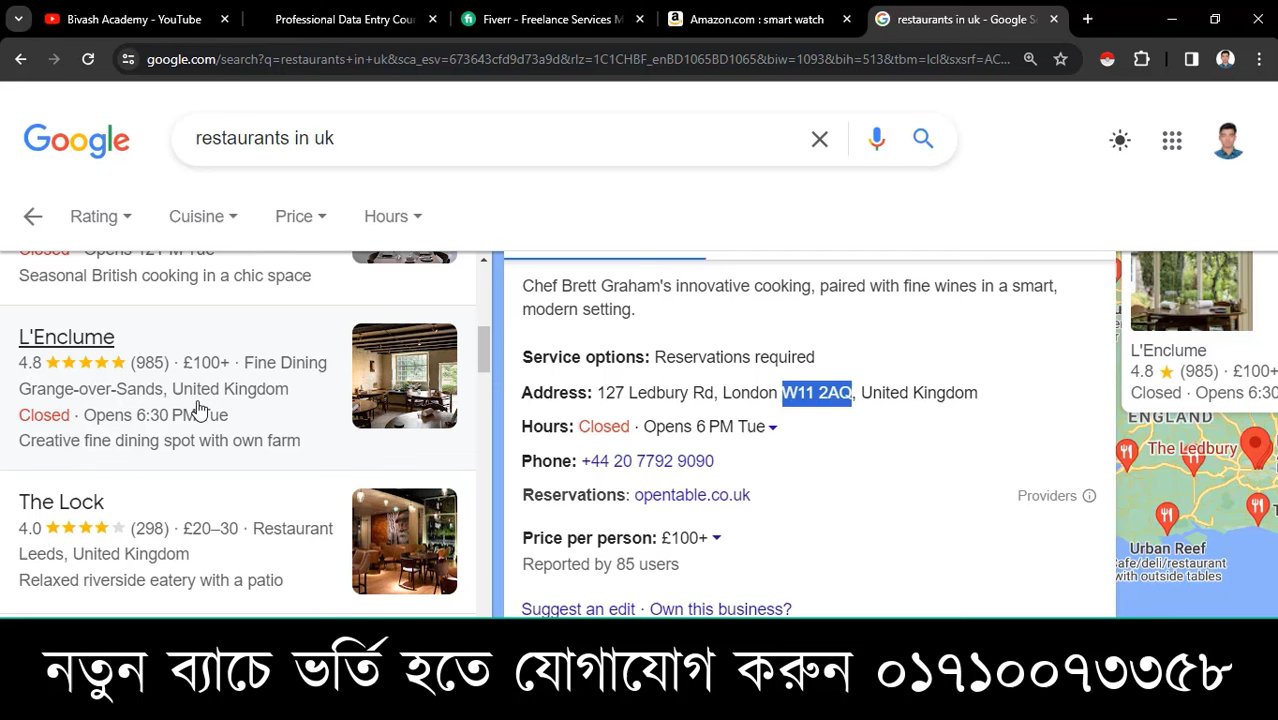 Bivash Academy - YouTube
Professional Data Entry Cou
Fiverr - Freelance Services M
Amazon.com : smart watch
restaurants in uk - Google S
google.com/search?q=restaurants+in+uk&sca_esv=673643cfd9d73a9d&rlz=1C1CHBF_enBD1065BD1065&biw=1093&bih=513&tbm=lcl&sxsrf=AC...
Google
restaurants in uk
Rating
Cuisine
Price
Hours
Closed · Opens 12 PM Tue
Seasonal British cooking in a chic space
L'Enclume
4.8 (985) · £100+ · Fine Dining
Grange-over-Sands, United Kingdom
Closed · Opens 6:30 PM Tue
Creative fine dining spot with own farm
The Lock
4.0 (298) · £20–30 · Restaurant
Leeds, United Kingdom
Relaxed riverside eatery with a patio
Chef Brett Graham's innovative cooking, paired with fine wines in a smart,
modern setting.
Service options: Reservations required
Address: 127 Ledbury Rd, London W11 2AQ, United Kingdom
Hours: Closed · Opens 6 PM Tue
Phone: +44 20 7792 9090
Reservations: opentable.co.uk
Providers
Price per person: £100+
Reported by 85 users
Suggest an edit · Own this business?
L'Enclume
4.8 (985) · £100+
Closed · Opens 6:30
ENGLAND
The Ledbury
Urban Reef
cafe/deli/restaurant
with outside tables
নতুন ব্যাচে ভর্তি হতে যোগাযোগ করুন ০১৭১০০৭৩৩৫৮